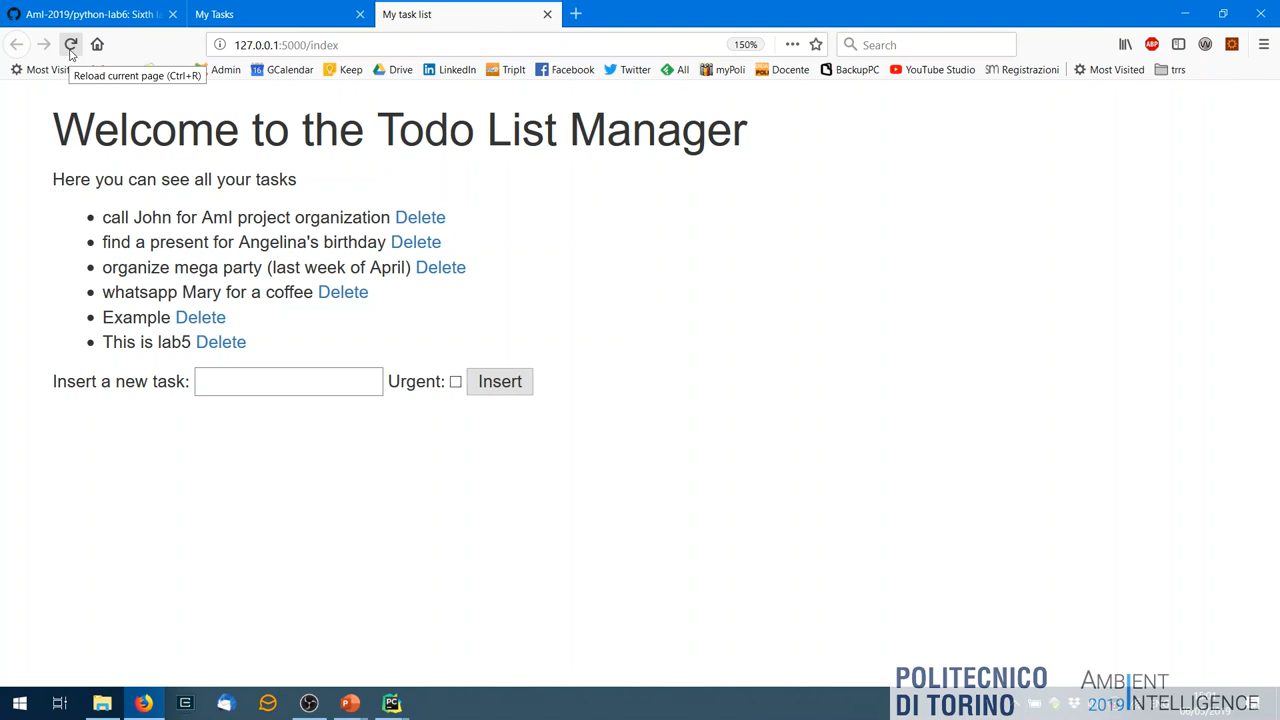 AmI-2019/python-lab6: Sixth l
My Tasks
My task list
127.0.0.1:5000/index
150%
Search
Most Visit
Reload current page (Ctrl+R)
Admin
GCalendar
Keep
Drive
LinkedIn
TripIt
Facebook
Twitter
All
myPoli
Docente
BackupPC
YouTube Studio
Registrazioni
Most Visited
trrs
Welcome to the Todo List Manager
Here you can see all your tasks
call John for AmI project organization Delete
find a present for Angelina's birthday Delete
organize mega party (last week of April) Delete
whatsapp Mary for a coffee Delete
Example Delete
This is lab5 Delete
Insert a new task: Urgent: Insert
POLITECNICO
DI TORINO
AMBIENT
2019 INTELLIGENCE